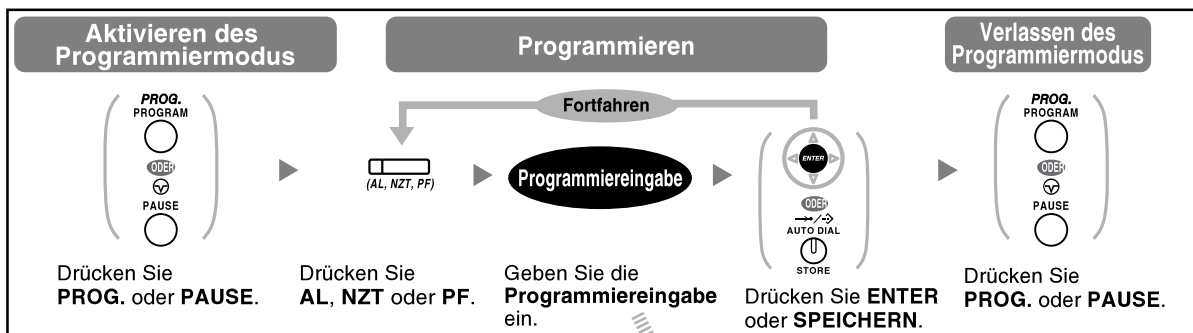 Aktivieren des
Programmiermodus
Programmieren
Verlassen des
Programmiermodus
Fortfahren
PROG.
PROGRAM
ODER
PAUSE
(AL, NZT, PF)
Programmiereingabe
ENTER
ODER
AUTO DIAL
STORE
PROG.
PROGRAM
ODER
PAUSE
Drücken Sie
PROG. oder PAUSE.
Drücken Sie
AL, NZT oder PF.
Geben Sie die
Programmiereingabe
ein.
Drücken Sie ENTER
oder SPEICHERN.
Drücken Sie
PROG. oder PAUSE.